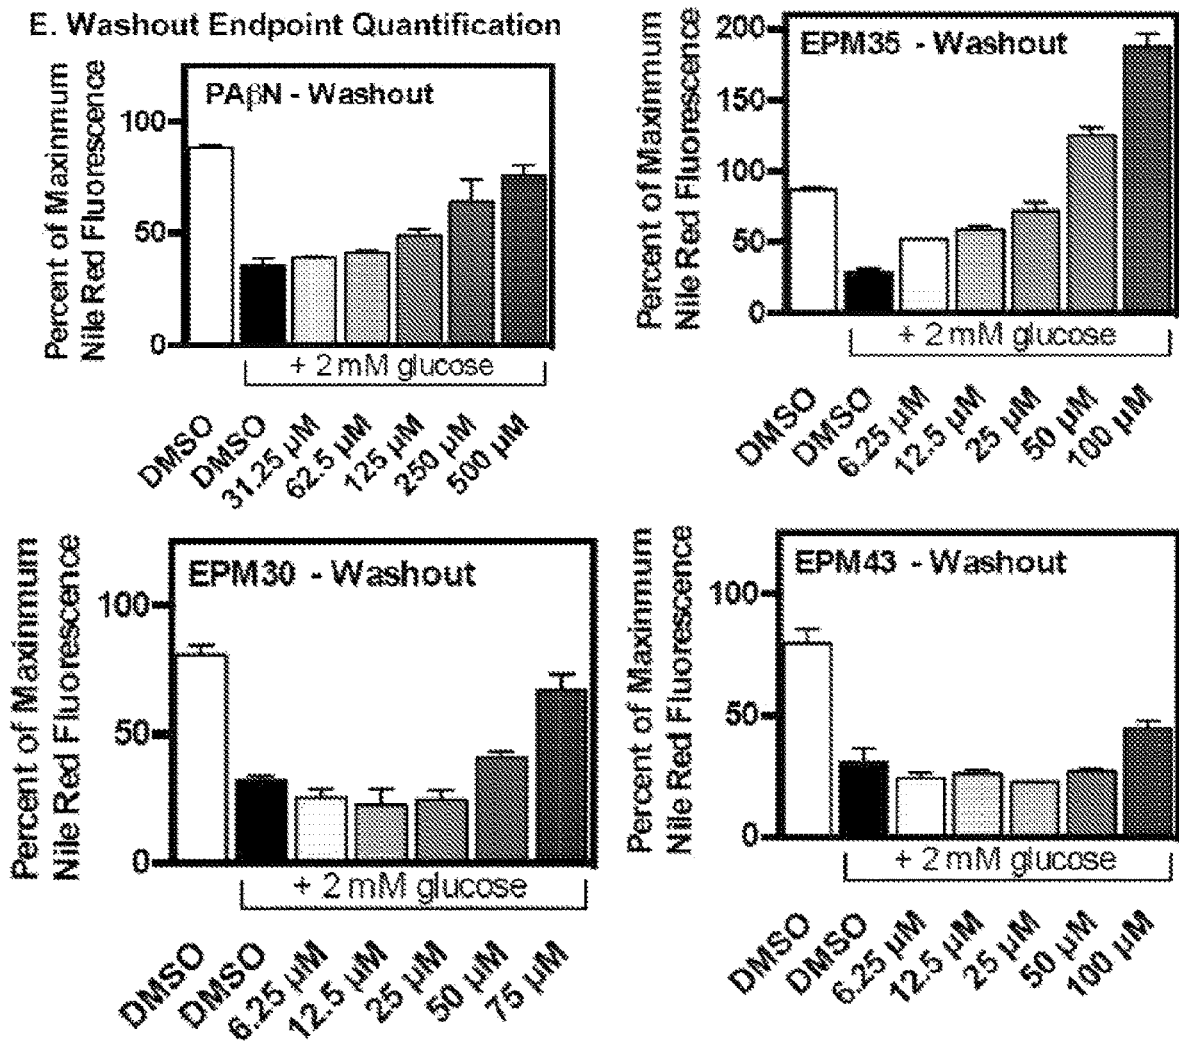 E. Washout Endpoint Quantification
Percent of Maxinmum
Nile Red Fluorescence
PAβN - Washout
100
50
0
+ 2 mM glucose
DMSO
DMSO
31.25 µM
62.5 µM
125 µM
250 µM
500 µM
Percent of Maxinmum
Nile Red Fluorescence
EPM35 - Washout
200
150
100
50
0
+ 2 mM glucose
DMSO
DMSO
6.25 µM
12.5 µM
25 µM
50 µM
100 µM
Percent of Maxinmum
Nile Red Fluorescence
EPM30 - Washout
100
50
0
+ 2 mM glucose
DMSO
DMSO
6.25 µM
12.5 µM
25 µM
50 µM
75 µM
Percent of Maxinmum
Nile Red Fluorescence
EPM43 - Washout
100
50
0
+ 2 mM glucose
DMSO
DMSO
6.25 µM
12.5 µM
25 µM
50 µM
100 µM